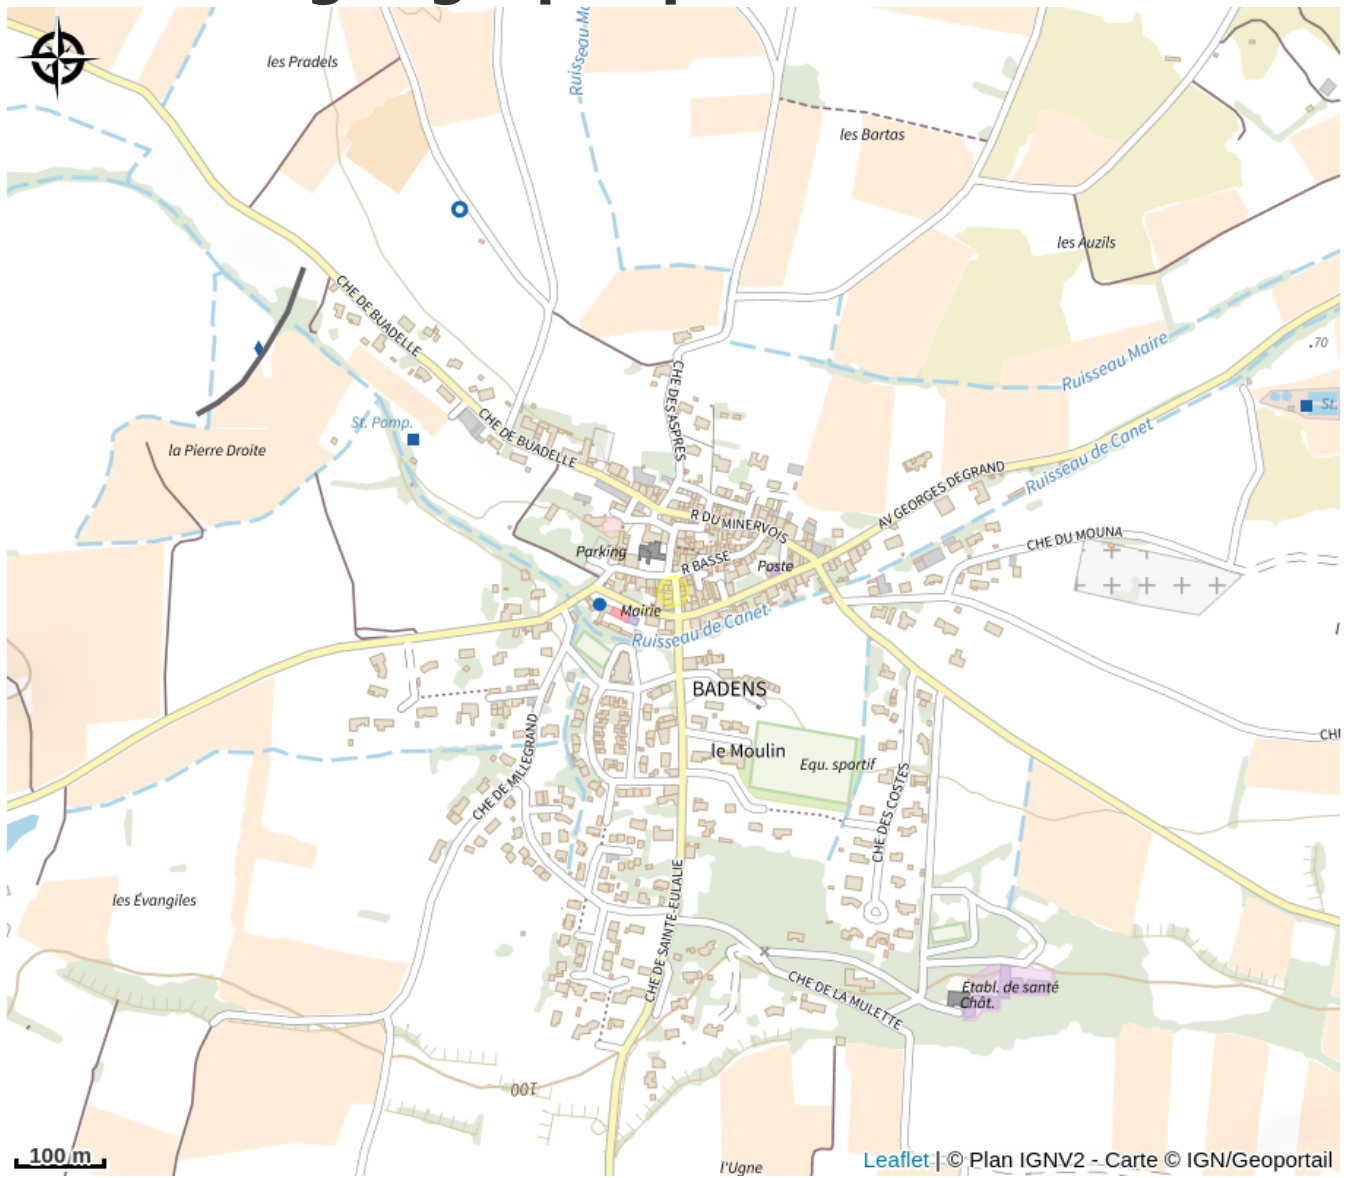 les Pradels
Ruisseau
les Bartas
les Auzils
CHE DE BUADELLE
Ruisseau Maire
.70
CHE DES ASPRES
St.
St. Pomp.
CHE DE BUADELLE
la Pierre Droite
Ruisseau de Canet
AV GEORGES DEGRAND
R DU MINERVOIS
CHE DU MOUNA
Parking
R BASSE
Poste
Mairie
Ruisseau de Canet
BADENS
CHE DE MILLEGRAND
le Moulin
Equ. sportif
CHE DES COSTES
les Évangiles
CHE DE SAINTE-EULALIE
CHE DE LA MULETTE
Établ. de santé
Chât.
100
100 m
l'Ugne
Leaflet | © Plan IGNV2 - Carte © IGN/Geoportail